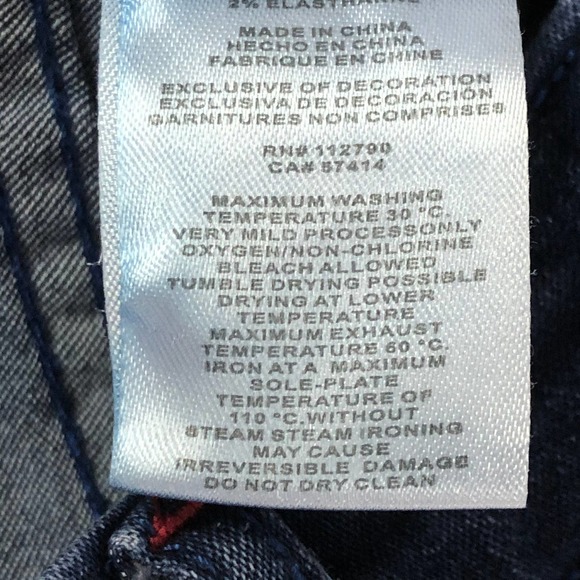 2% ELASTHANNE
MADE IN CHINA
HECHO EN CHINA
FABRIQUE EN CHINE
EXCLUSIVE OF DECORATION
EXCLUSIVA DE DECORACIÓN
GARNITURES NON COMPRISES
RN# 112790
CA# 57414
MAXIMUM WASHING
TEMPERATURE 30 °C.
VERY MILD PROCESSONLY
OXYGEN/NON-CHLORINE
BLEACH ALLOWED
TUMBLE DRYING POSSIBLE
DRYING AT LOWER
TEMPERATURE
MAXIMUM EXHAUST
TEMPERATURE 60 °C.
IRON AT A MAXIMUM
SOLE-PLATE
TEMPERATURE OF
110 °C.WITHOUT
STEAM STEAM IRONING
MAY CAUSE
IRREVERSIBLE DAMAGE
DO NOT DRY CLEAN